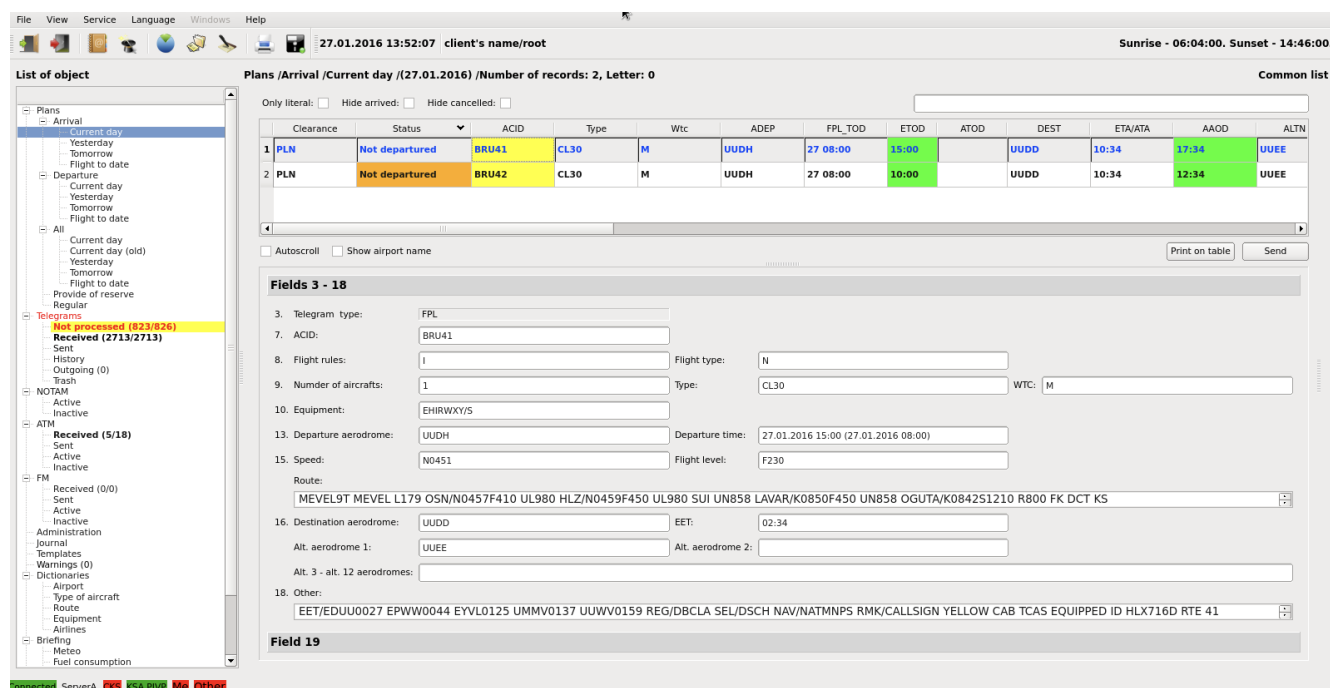 File View Service Language Windows Help
27.01.2016 13:52:07 client's name/root Sunrise - 06:04:00. Sunset - 14:46:00
List of object
Plans /Arrival /Current day /(27.01.2016) /Number of records: 2, Letter: 0 Common list
Plans
Arrival
Current day
Yesterday
Tomorrow
Flight to date
Departure
Current day
Yesterday
Tomorrow
Flight to date
All
Current day
Current day (old)
Yesterday
Tomorrow
Flight to date
Provide of reserve
Regular
Telegrams
Not processed (823/826)
Received (2713/2713)
Sent
History
Outgoing (0)
Trash
NOTAM
Active
Inactive
ATM
Received (5/18)
Sent
Active
Inactive
FM
Received (0/0)
Sent
Active
Inactive
Administration
Journal
Templates
Warnings (0)
Dictionaries
Airport
Type of aircraft
Route
Equipment
Airlines
Briefing
Meteo
Fuel consumption
Only literal: Hide arrived: Hide cancelled:
Clearance Status ACID Type Wtc ADEP FPL_TOD ETOD ATOD DEST ETA/ATA AAOD ALTN
1 PLN Not departured BRU41 CL30 M UUDH 27 08:00 15:00 UUDD 10:34 17:34 UUEE
2 PLN Not departured BRU42 CL30 M UUDH 27 08:00 10:00 UUDD 10:34 12:34 UUEE
Autoscroll Show airport name Print on table Send
Fields 3 - 18
3. Telegram type: FPL
7. ACID: BRU41
8. Flight rules: I Flight type: N
9. Numder of aircrafts: 1 Type: CL30 WTC: M
10. Equipment: EHIRWXY/S
13. Departure aerodrome: UUDH Departure time: 27.01.2016 15:00 (27.01.2016 08:00)
15. Speed: N0451 Flight level: F230
Route:
MEVEL9T MEVEL L179 OSN/N0457F410 UL980 HLZ/N0459F450 UL980 SUI UN858 LAVAR/K0850F450 UN858 OGUTA/K0842S1210 R800 FK DCT KS
16. Destination aerodrome: UUDD EET: 02:34
Alt. aerodrome 1: UUEE Alt. aerodrome 2:
Alt. 3 - alt. 12 aerodromes:
18. Other:
EET/EDUU0027 EPWW0044 EYVL0125 UMMV0137 UUWV0159 REG/DBCLA SEL/DSCH NAV/NATMNPS RMK/CALLSIGN YELLOW CAB TCAS EQUIPPED ID HLX716D RTE 41
Field 19
Connected ServerA CKS KSA PIVP Me Other